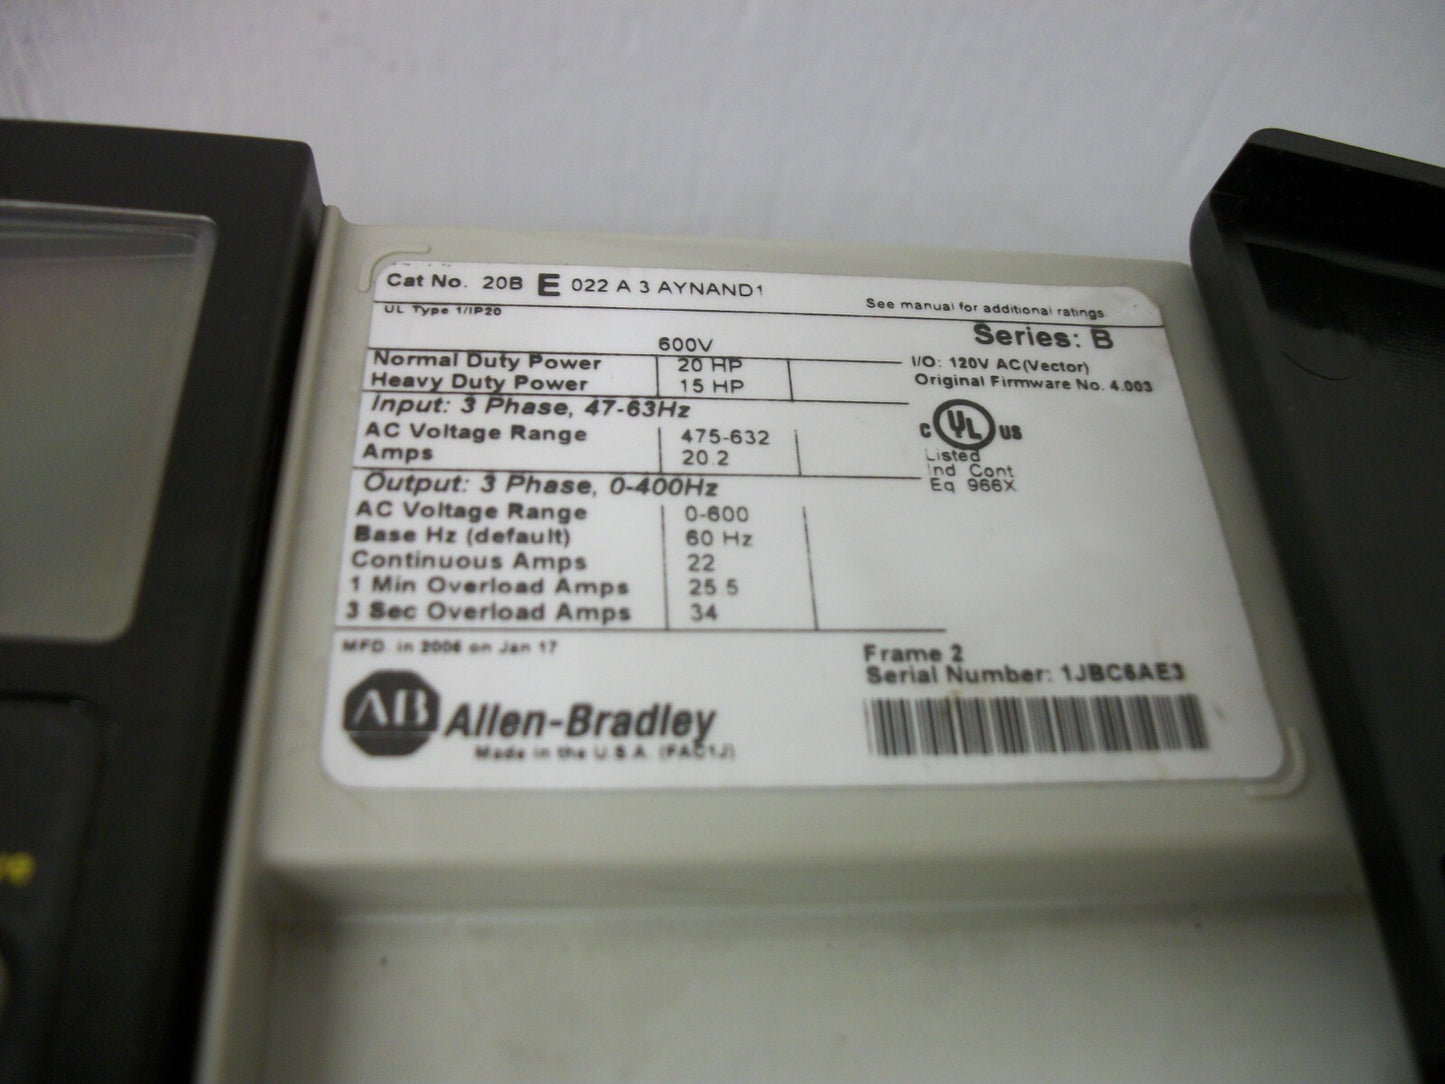 Cat No. 20B E 022 A 3 AYNAND1
UL Type 1/IP20
See manual for additional ratings
Series: B
600V
Normal Duty Power 20 HP
Heavy Duty Power 15 HP
I/O: 120V AC(Vector)
Original Firmware No. 4.003
Input: 3 Phase, 47-63Hz
AC Voltage Range 475-632
Amps 20.2
C UL US
Listed
Ind Cont
Eq 966X
Output: 3 Phase, 0-400Hz
AC Voltage Range 0-600
Base Hz (default) 60 Hz
Continuous Amps 22
1 Min Overload Amps 25.5
3 Sec Overload Amps 34
MFD. in 2006 on Jan 17
Frame 2
Serial Number: 1JBC6AE3
AB Allen-Bradley
Made in the U.S.A. (FAC1J)